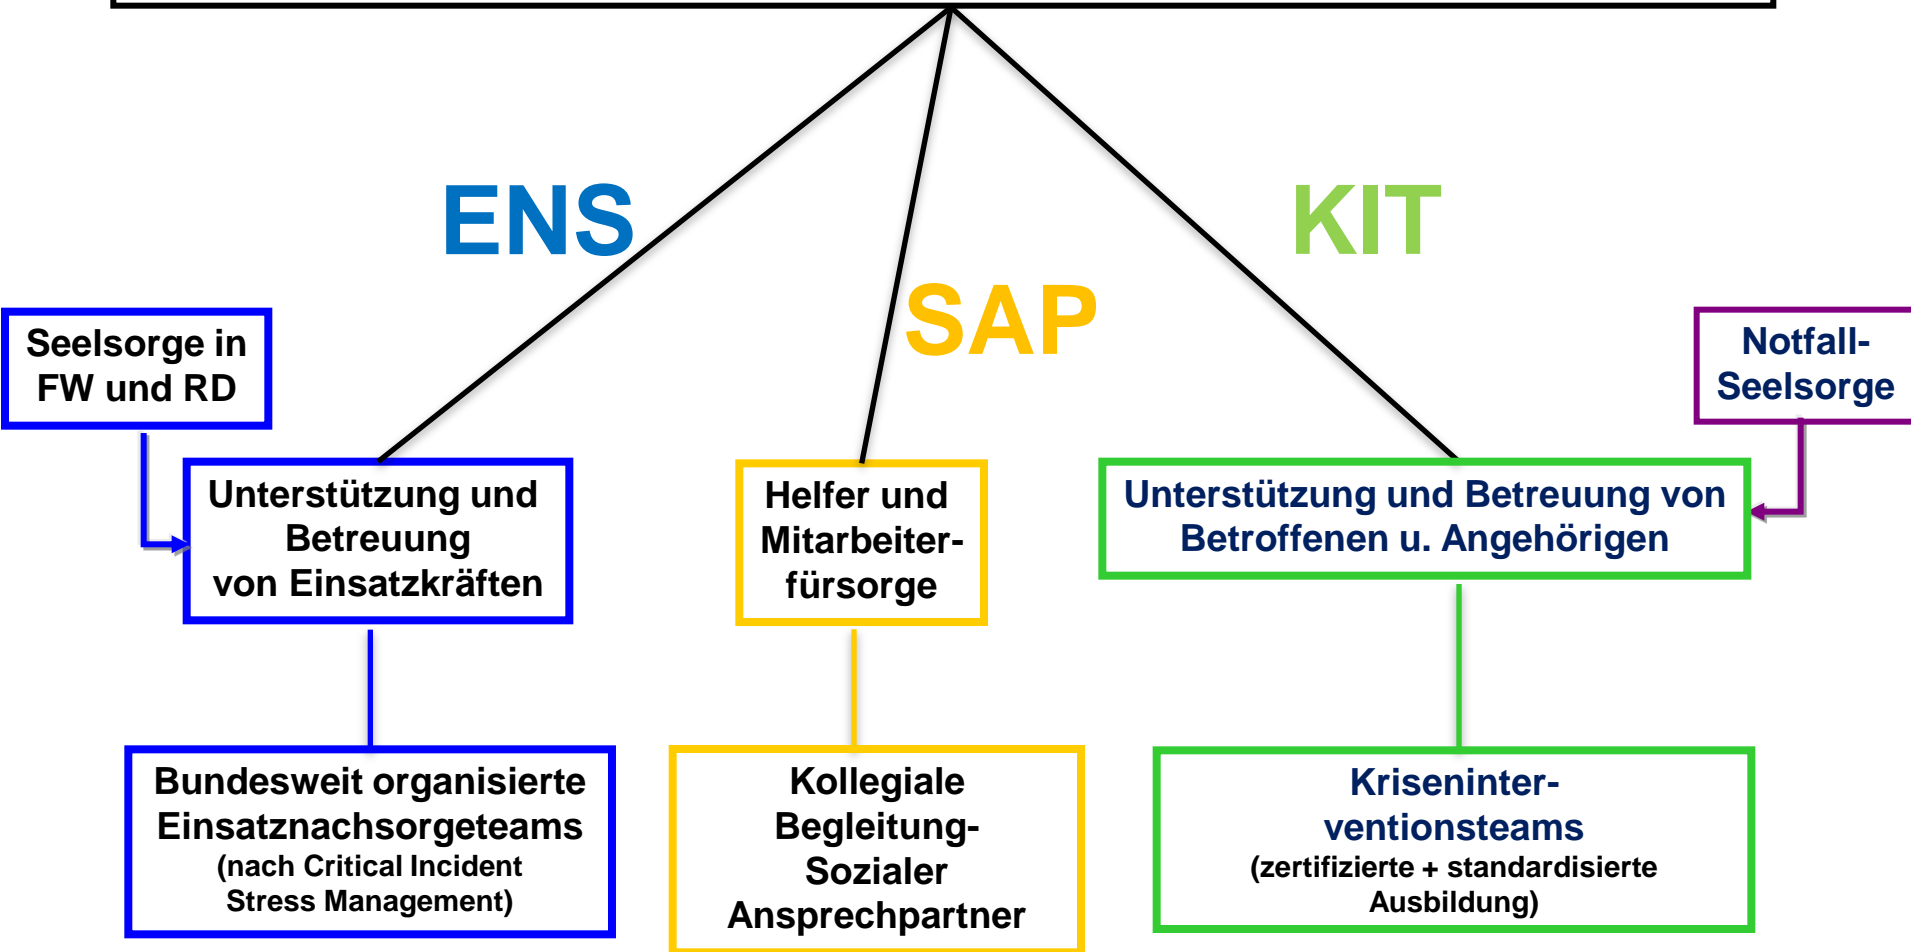 ENS
KIT
SAP
Seelsorge in
FW und RD
Notfall-
Seelsorge
Unterstützung und
Betreuung
von Einsatzkräften
Helfer und
Mitarbeiter-
fürsorge
Unterstützung und Betreuung von
Betroffenen u. Angehörigen
Bundesweit organisierte
Einsatznachsorgeteams
(nach Critical Incident
Stress Management)
Kollegiale
Begleitung-
Sozialer
Ansprechpartner
Kriseninter-
ventionsteams
(zertifizierte + standardisierte
Ausbildung)